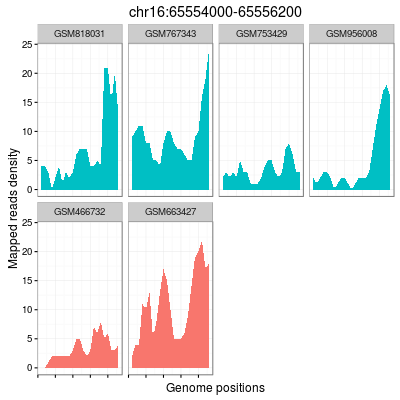 chr16:65554000-65556200
GSM818031 GSM767343 GSM753429 GSM956008
25
20
15
10
5
0
GSM466732 GSM663427
25
20
15
10
5
0
Mapped reads density
Genome positions